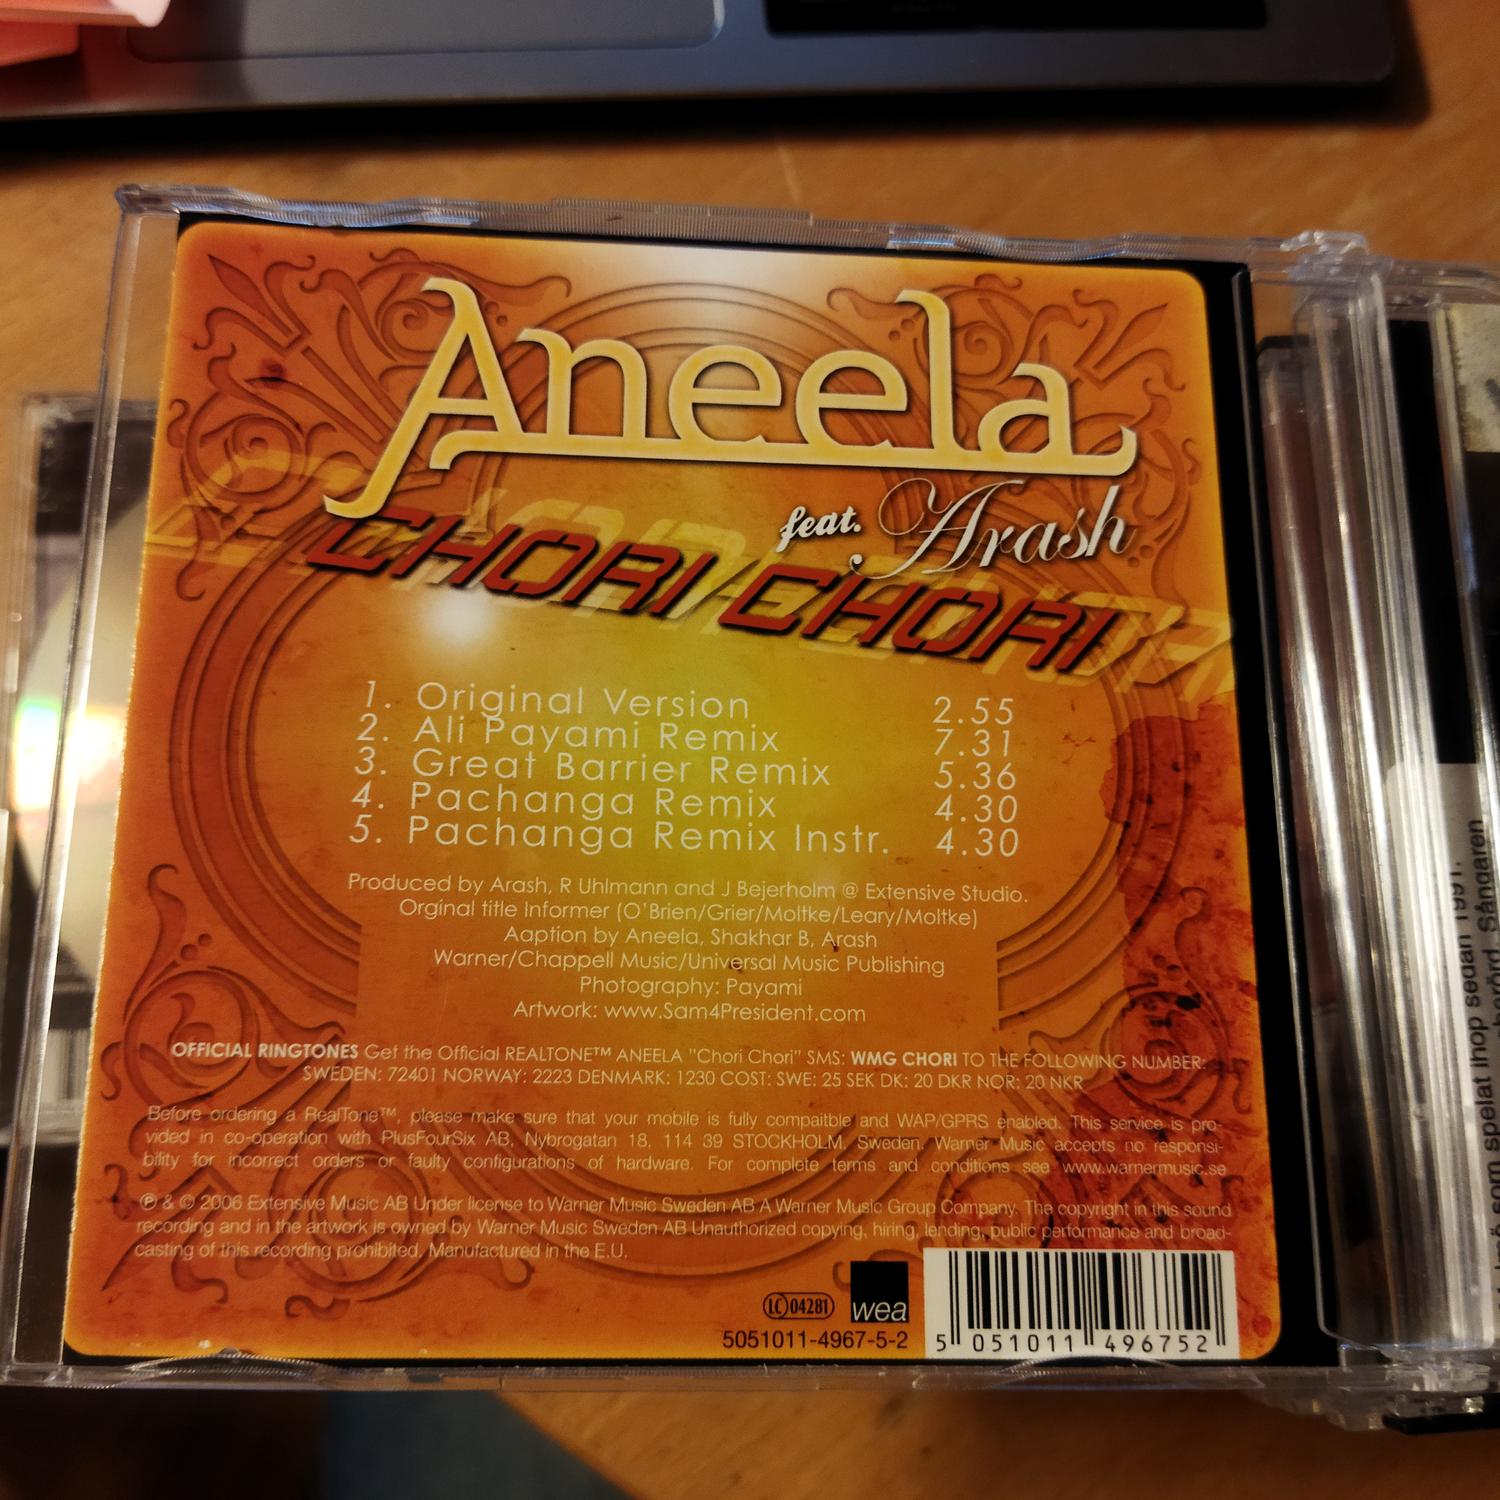 Aneela
feat. Arash
CHORI CHORI
1. Original Version 2.55
2. Ali Payami Remix 7.31
3. Great Barrier Remix 5.36
4. Pachanga Remix 4.30
5. Pachanga Remix Instr. 4.30
Produced by Arash, R Uhlmann and J Bejerholm @ Extensive Studio.
Orginal title Informer (O'Brien/Grier/Moltke/Leary/Moltke)
Aaption by Aneela, Shakhar B, Arash
Warner/Chappell Music/Universal Music Publishing
Photography: Payami
Artwork: www.Sam4President.com
OFFICIAL RINGTONES Get the Official REALTONE™ ANEELA "Chori Chori" SMS: WMG CHORI TO THE FOLLOWING NUMBER:
SWEDEN: 72401 NORWAY: 2223 DENMARK: 1230 COST: SWE: 25 SEK DK: 20 DKR NOR: 20 NKR
Before ordering a RealTone™, please make sure that your mobile is fully compaitble and WAP/GPRS enabled. This service is pro-
vided in co-operation with PlusFourSix AB, Nybrogatan 18, 114 39 STOCKHOLM, Sweden. Warner Music accepts no responsi-
bility for incorrect orders or faulty configurations of hardware. For complete terms and conditions see www.warnermusic.se
℗ & © 2006 Extensive Music AB Under license to Warner Music Sweden AB A Warner Music Group Company. The copyright in this sound
recording and in the artwork is owned by Warner Music Sweden AB Unauthorized copying, hiring, lending, public performance and broad-
casting of this recording prohibited. Manufactured in the E.U.
LC 04281
wea
5051011-4967-5-2
5 051011 496752
som spelat ihop sedan 1991.
berörd. Sångaren